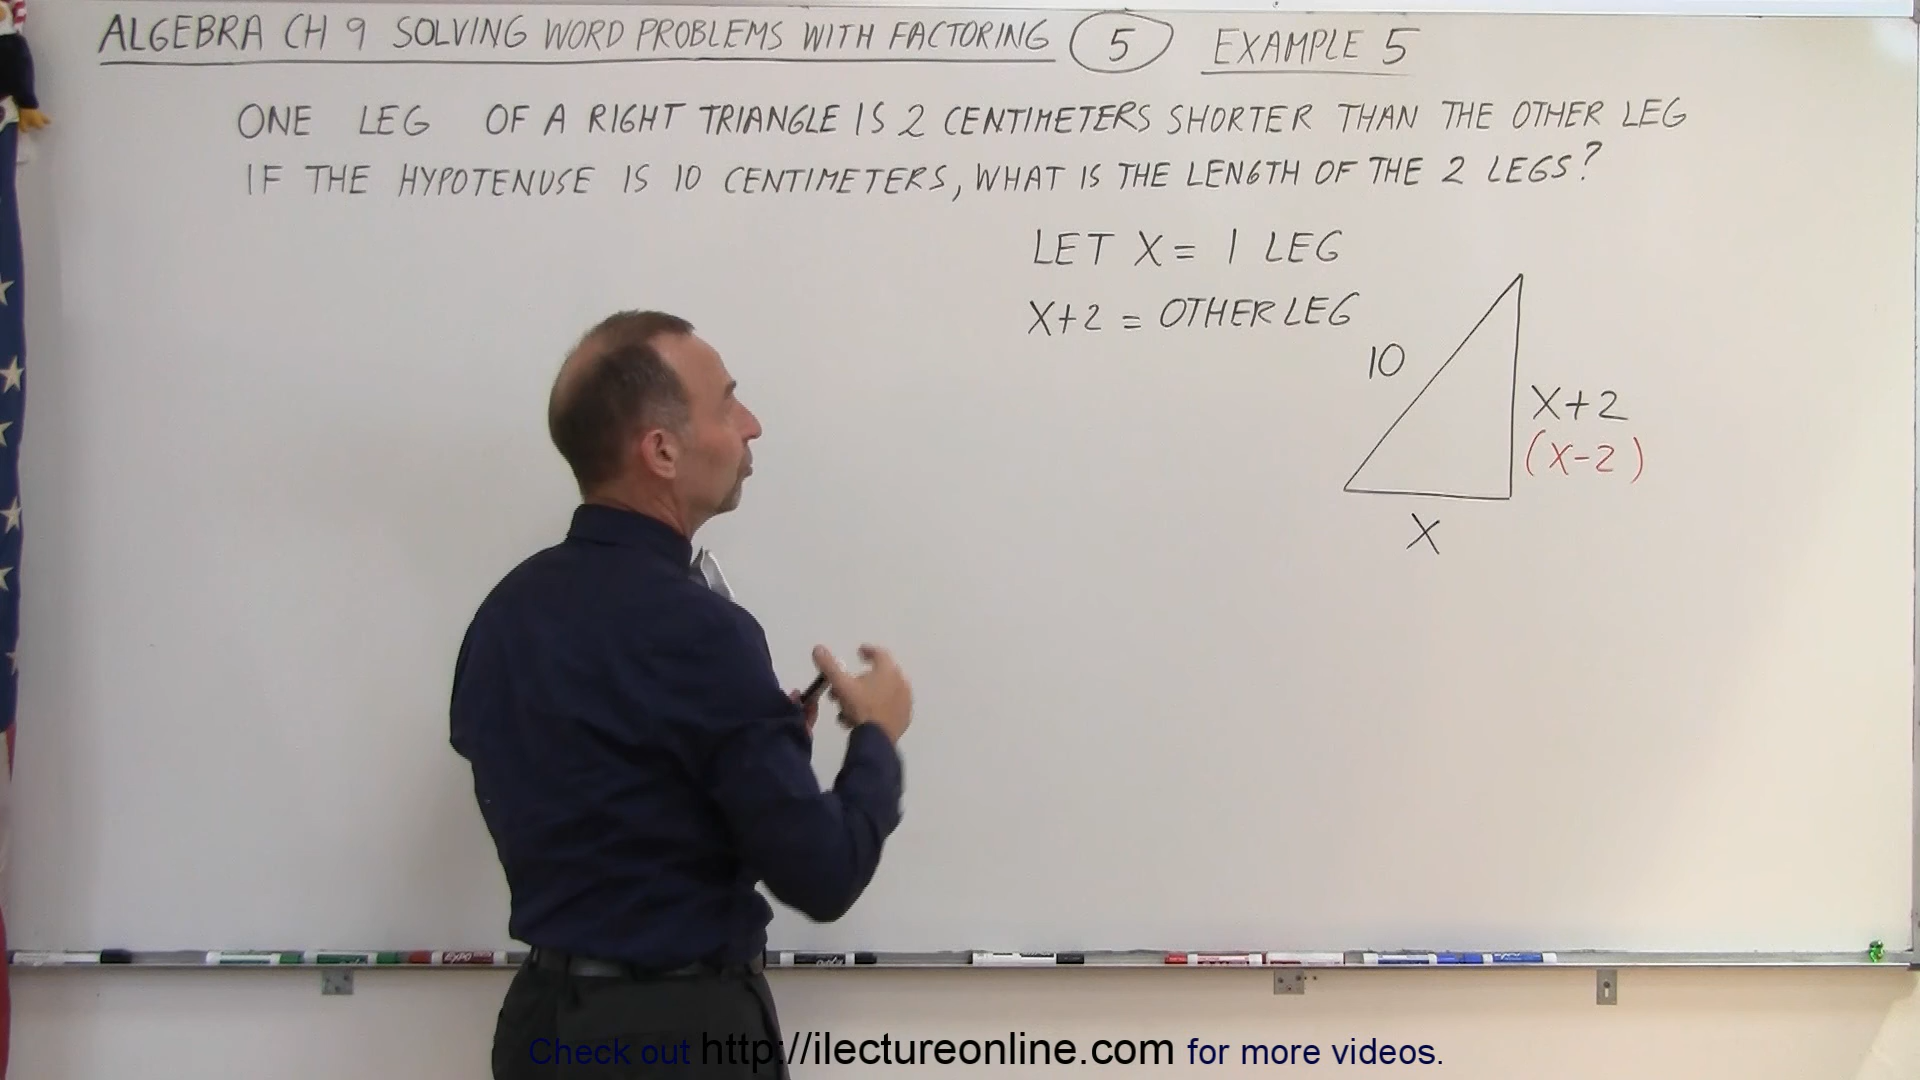 ALGEBRA CH 9 SOLVING WORD PROBLEMS WITH FACTORING 5 EXAMPLE 5
ONE LEG OF A RIGHT TRIANGLE IS 2 CENTIMETERS SHORTER THAN THE OTHER LEG
IF THE HYPOTENUSE IS 10 CENTIMETERS, WHAT IS THE LENGTH OF THE 2 LEGS?
LET X = 1 LEG
X+2 = OTHER LEG
10
X+2
(X-2)
X
EXPO
Check out http://ilectureonline.com for more videos.